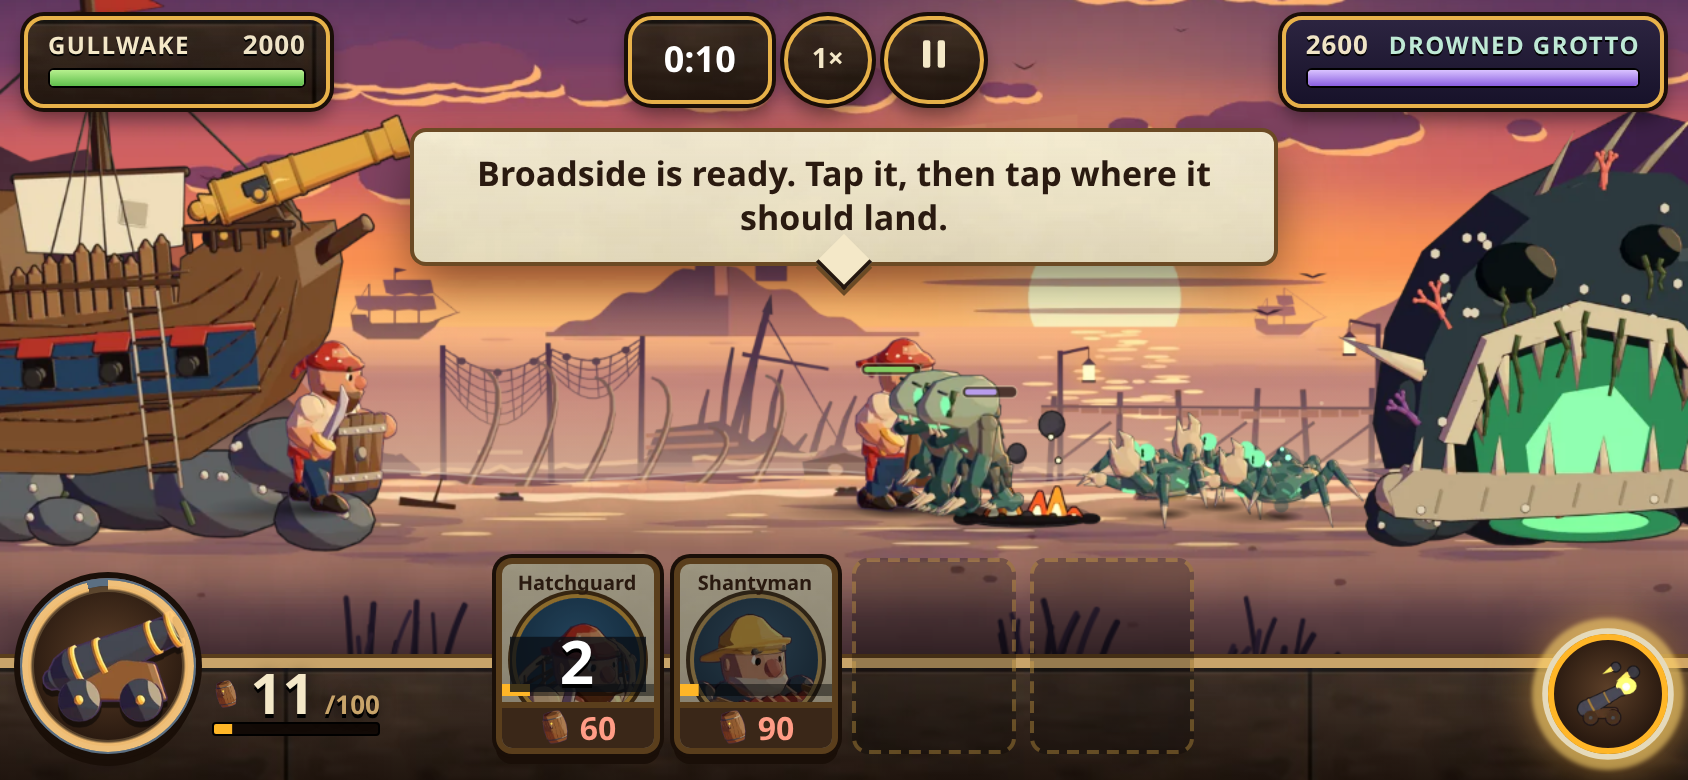 GULLWAKE 2000
0:10
1×
2600 DROWNED GROTTO
Broadside is ready. Tap it, then tap where it
should land.
Hatchguard
Shantyman
2
11 /100
60
90